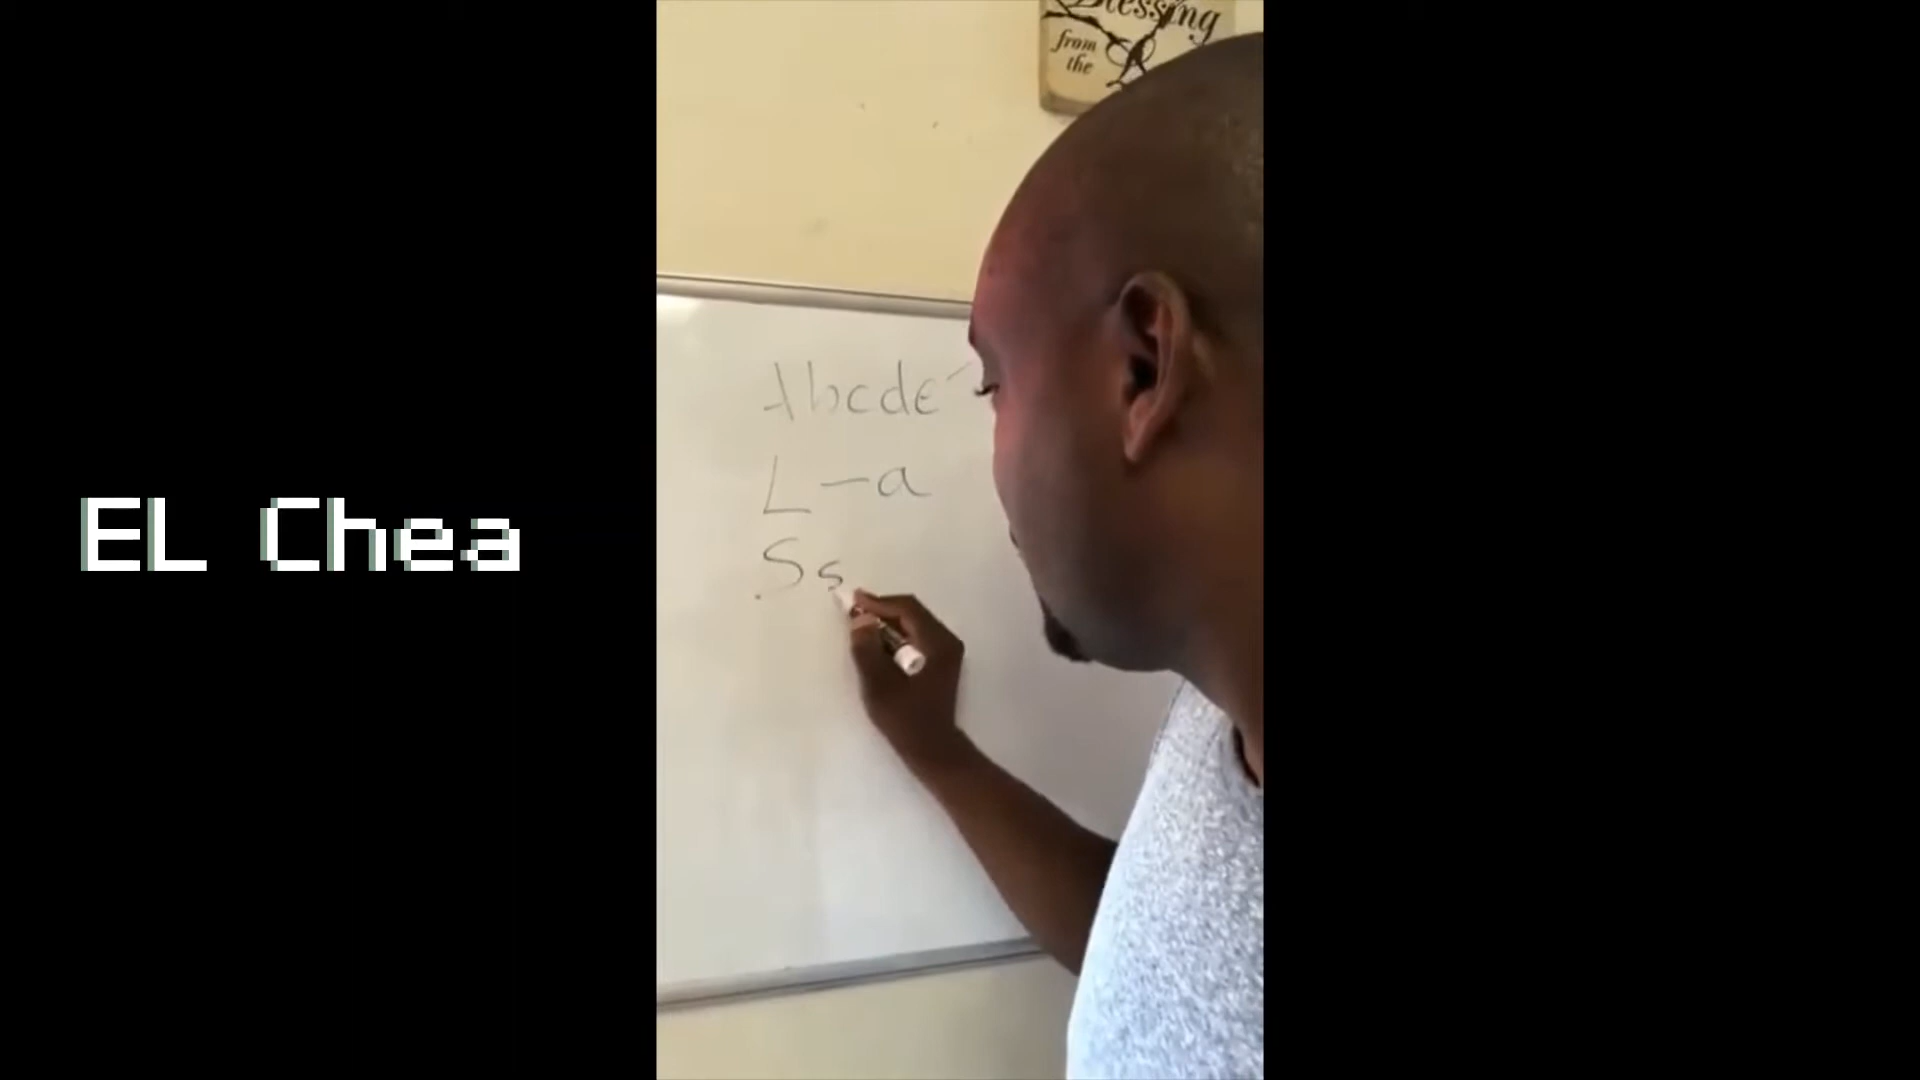 Blessing
from
the
Abcde
L-a
Ss
EL Chea